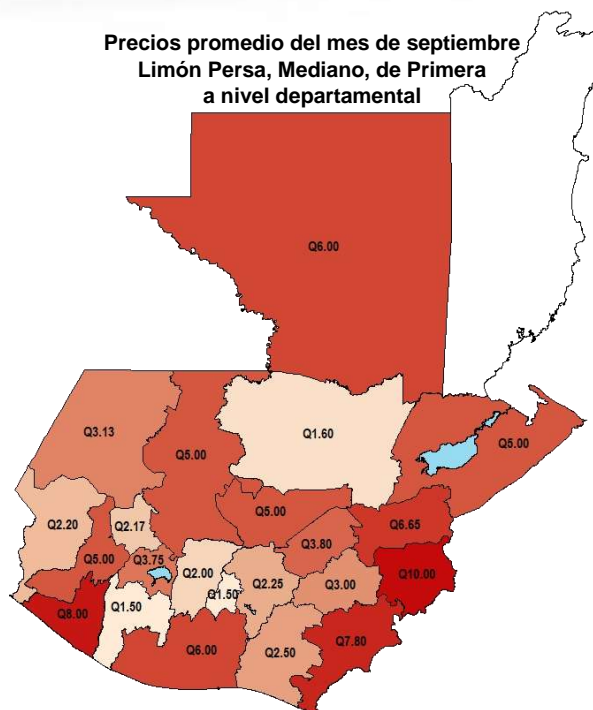 Precios promedio del mes de septiembre
Limón Persa, Mediano, de Primera
a nivel departamental
Q6.00
Q3.13
Q1.60
Q5.00
Q5.00
Q2.20
Q2.17
Q5.00
Q6.65
Q3.80
Q5.00
Q3.75
Q2.00
Q2.25
Q3.00
Q10.00
Q8.00
Q1.50
Q1.50
Q7.80
Q6.00
Q2.50